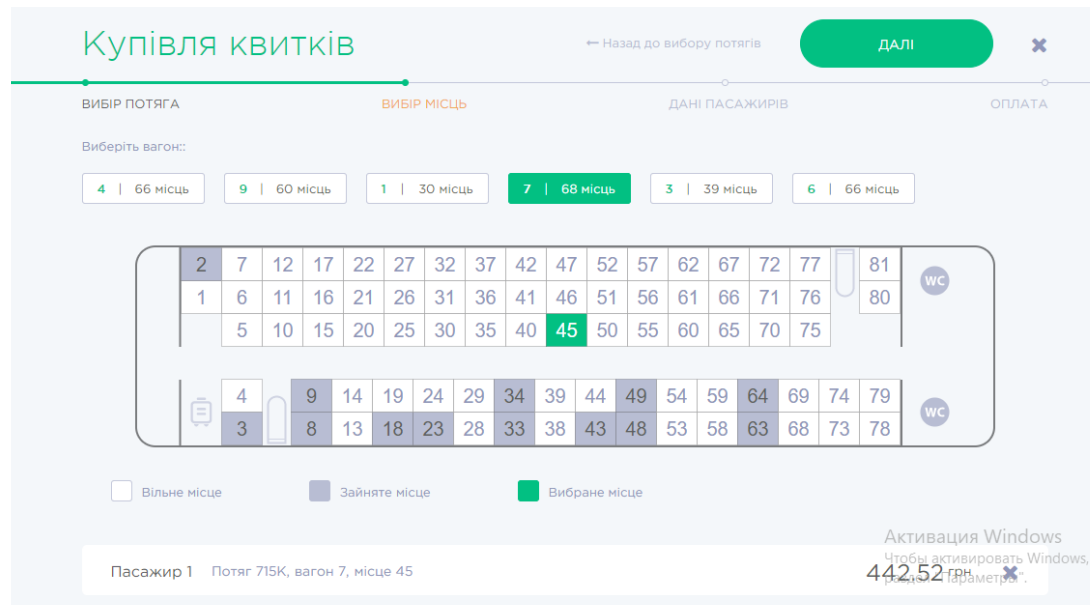 Купівля квитків
← Назад до вибору потягів
ДАЛІ
ВИБІР ПОТЯГА
ВИБІР МІСЦЬ
ДАНІ ПАСАЖИРІВ
ОПЛАТА
Виберіть вагон::
4 | 66 місць
9 | 60 місць
1 | 30 місць
7 | 68 місць
3 | 39 місць
6 | 66 місць
2 7 12 17 22 27 32 37 42 47 52 57 62 67 72 77 81
WC
1 6 11 16 21 26 31 36 41 46 51 56 61 66 71 76 80
5 10 15 20 25 30 35 40 45 50 55 60 65 70 75
4 9 14 19 24 29 34 39 44 49 54 59 64 69 74 79
WC
3 8 13 18 23 28 33 38 43 48 53 58 63 68 73 78
Вільне місце
Зайняте місце
Вибране місце
Активация Windows
Чтобы активировать Windows,
раздел "Параметры".
Пасажир 1 Потяг 715К, вагон 7, місце 45
442,52 грн